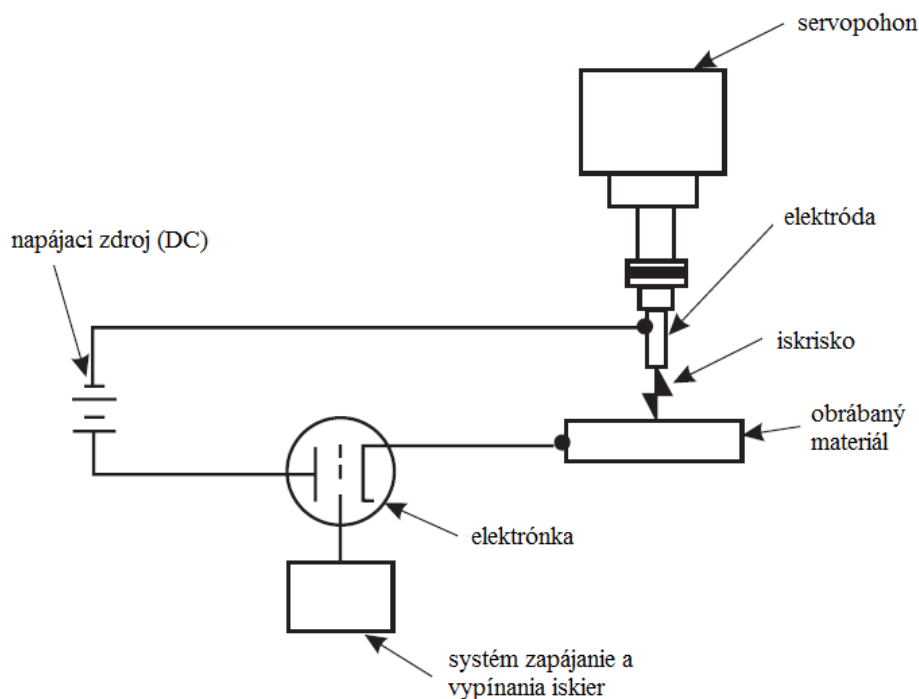 servopohon
elektróda
napájaci zdroj (DC)
iskrisko
obrábaný
materiál
elektrónka
systém zapájanie a
vypínania iskier